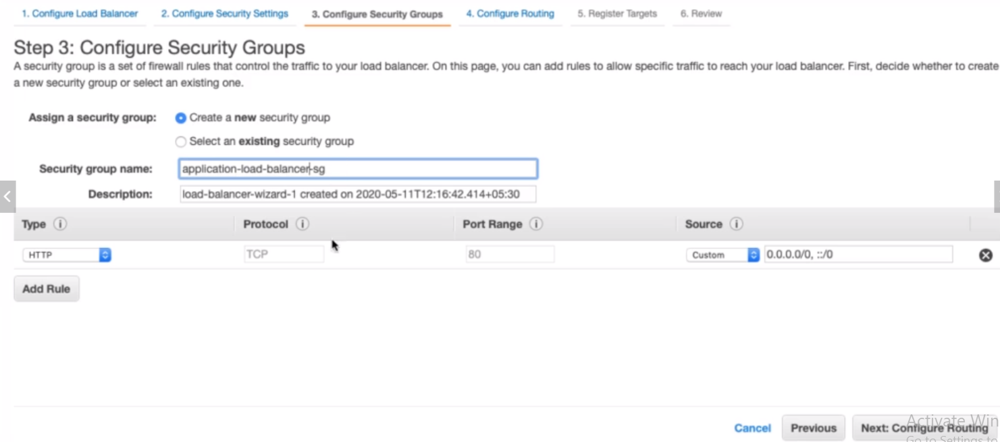 1. Configure Load Balancer 2. Configure Security Settings 3. Configure Security Groups 4. Configure Routing 5. Register Targets 6. Review
Step 3: Configure Security Groups
A security group is a set of firewall rules that control the traffic to your load balancer. On this page, you can add rules to allow specific traffic to reach your load balancer. First, decide whether to create
a new security group or select an existing one.
Assign a security group: Create a new security group
Select an existing security group
Security group name: application-load-balancer-sg
Description: load-balancer-wizard-1 created on 2020-05-11T12:16:42.414+05:30
Type i Protocol i Port Range i Source i
HTTP TCP 80 Custom 0.0.0.0/0, ::/0
Add Rule
Activate Win
Cancel Previous Next: Configure Routing
Go to Settings to